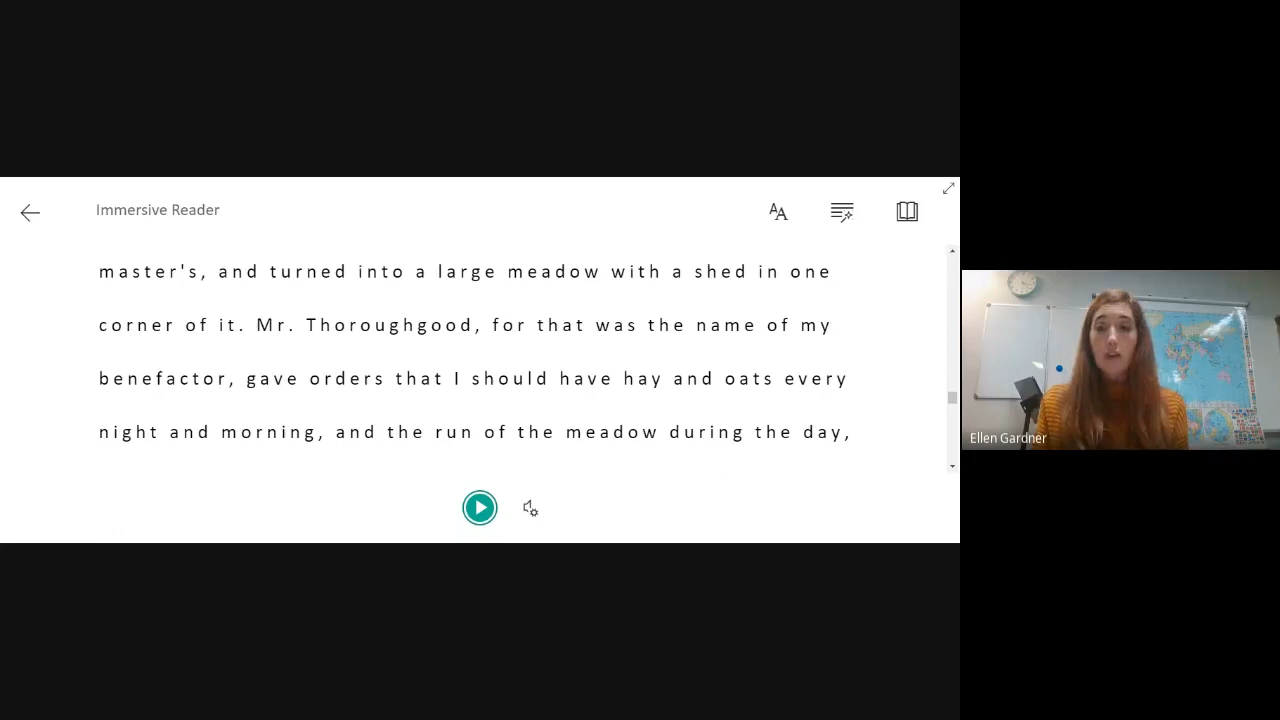 Immersive Reader
master's, and turned into a large meadow with a shed in one
corner of it. Mr. Thoroughgood, for that was the name of my
benefactor, gave orders that I should have hay and oats every
night and morning, and the run of the meadow during the day,
Ellen Gardner